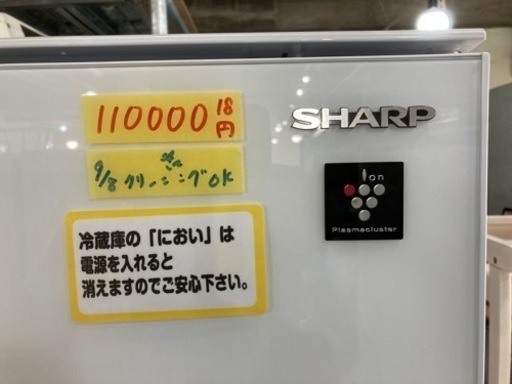 110000円
18
SHARP
Ion
Plasmacluster
9/8 クリーニングOK
冷蔵庫の「におい」は
電源を入れると
消えますのでご安心下さい。